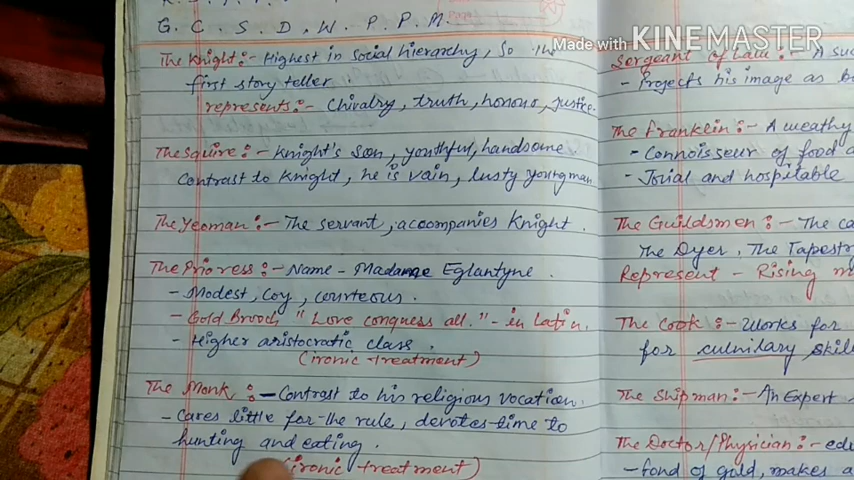 G. C. S. D. W. P. P. M.
Made with KINEMASTER
The Knight :- Highest in Social hierarchy, So the
first story teller
represents :- Chivalry, truth, honour, justice.
The Squire :- Knight's son, youthful, handsome
Contrast to Knight, he is vain, lusty young man
The Yeoman :- The servant, accompanies Knight.
The Prioress :- Name - Madame Eglantyne.
- Modest, Coy, courteous.
- Gold Brooch "Love conquess all." - in Latin.
- Higher aristocratic class.
(ironic treatment)
The Monk :- Contrast to his religious vocation.
- Cares little for the rule, devotes time to
hunting and eating.
(ironic treatment)
Sergeant of Law :- A
- Projects his image as
The Franklin :- A weathy
- Connoisseur of food
- Jovial and hospitable
The Guildsmen :- The
The Dyer, The
Represent - Rising
The Cook :- Works for
for culnilary
The Shipman :- An Expert
The Doctor/Physician :-
- fond of gold, makes